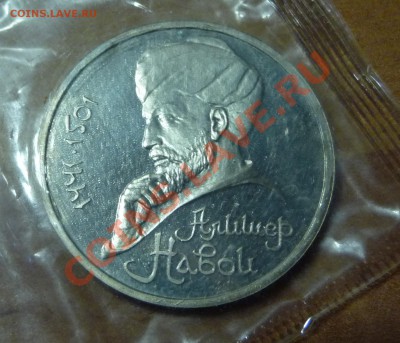 COINS.LAVE.RU
1441-1501
Алишер
Навои
COINS.LAVE.RU